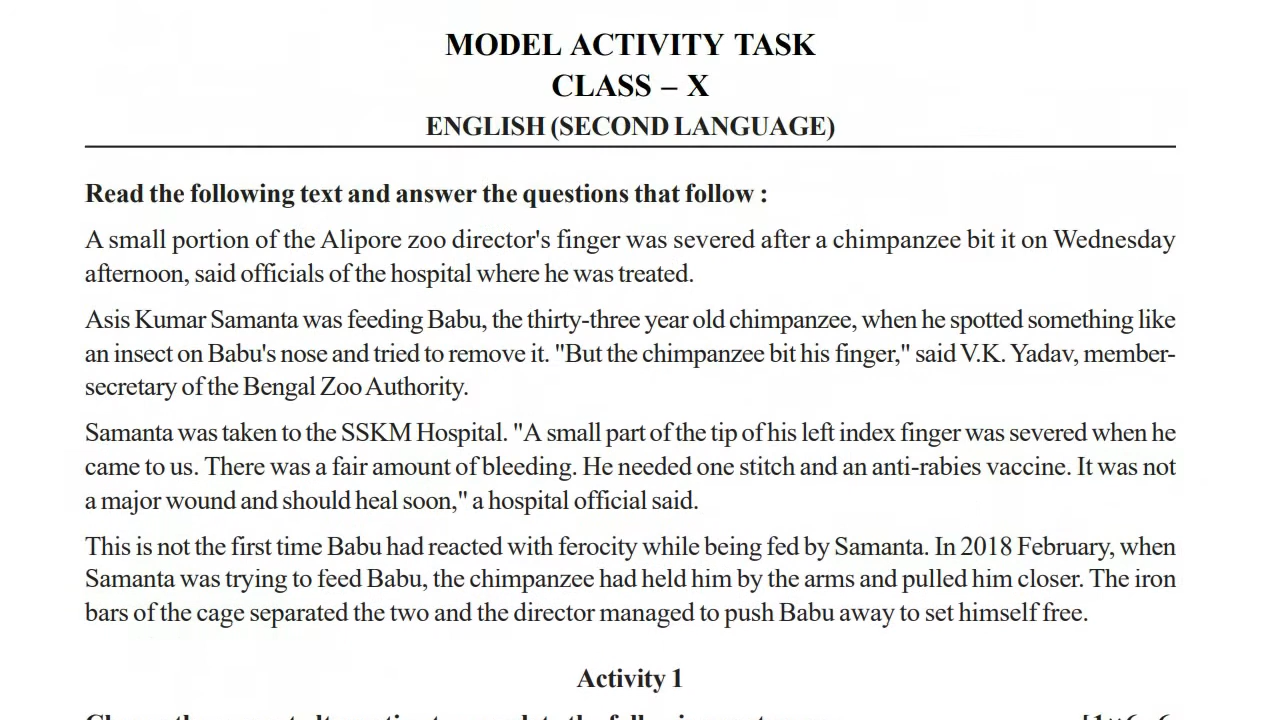 MODEL ACTIVITY TASK
CLASS – X
ENGLISH (SECOND LANGUAGE)
Read the following text and answer the questions that follow :
A small portion of the Alipore zoo director's finger was severed after a chimpanzee bit it on Wednesday
afternoon, said officials of the hospital where he was treated.
Asis Kumar Samanta was feeding Babu, the thirty-three year old chimpanzee, when he spotted something like
an insect on Babu's nose and tried to remove it. "But the chimpanzee bit his finger," said V.K. Yadav, member-
secretary of the Bengal Zoo Authority.
Samanta was taken to the SSKM Hospital. "A small part of the tip of his left index finger was severed when he
came to us. There was a fair amount of bleeding. He needed one stitch and an anti-rabies vaccine. It was not
a major wound and should heal soon," a hospital official said.
This is not the first time Babu had reacted with ferocity while being fed by Samanta. In 2018 February, when
Samanta was trying to feed Babu, the chimpanzee had held him by the arms and pulled him closer. The iron
bars of the cage separated the two and the director managed to push Babu away to set himself free.
Activity 1